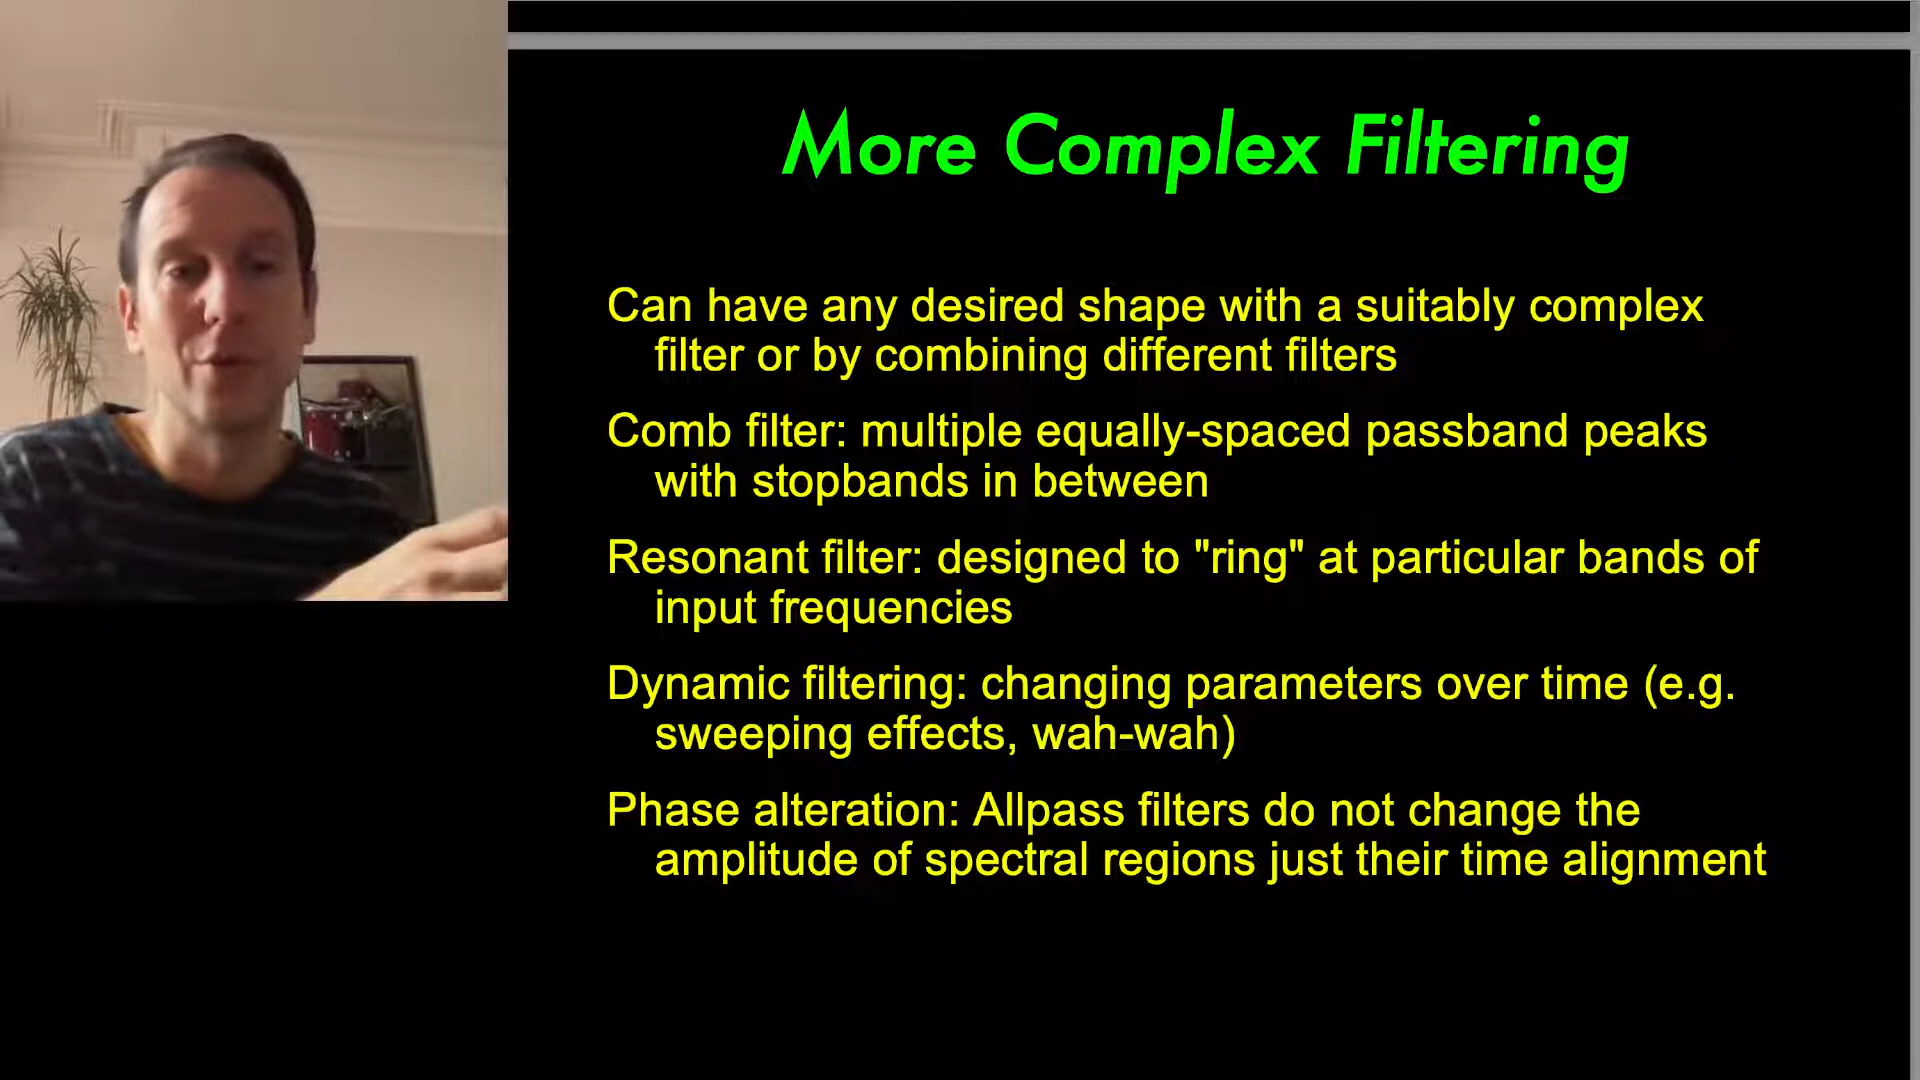 More Complex Filtering
Can have any desired shape with a suitably complex
filter or by combining different filters
Comb filter: multiple equally-spaced passband peaks
with stopbands in between
Resonant filter: designed to "ring" at particular bands of
input frequencies
Dynamic filtering: changing parameters over time (e.g.
sweeping effects, wah-wah)
Phase alteration: Allpass filters do not change the
amplitude of spectral regions just their time alignment